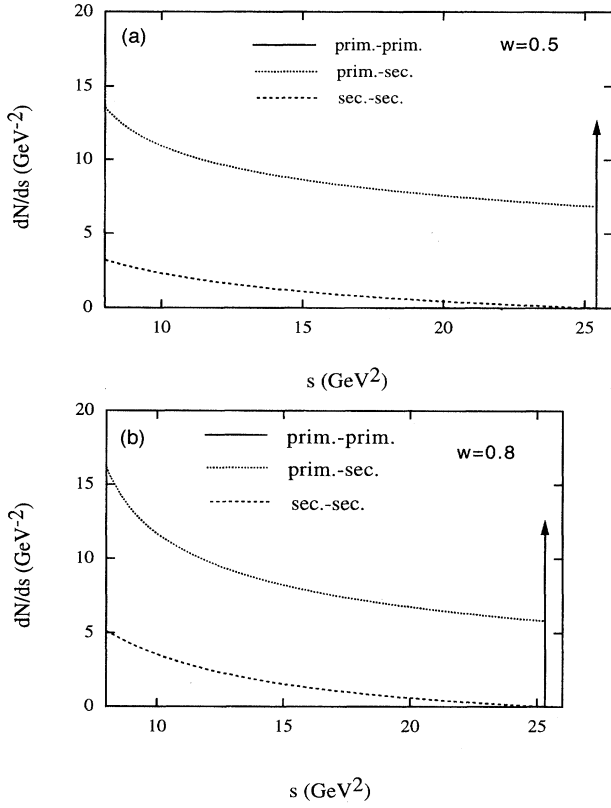 20
(a)
prim.-prim.
w=0.5
prim.-sec.
15
sec.-sec.
10
5
0
dN/ds (GeV-2)
10
15
20
25
s (GeV2)
20
(b)
prim.-prim.
w=0.8
prim.-sec.
15
sec.-sec.
10
5
0
dN/ds (GeV-2)
10
15
20
25
s (GeV2)